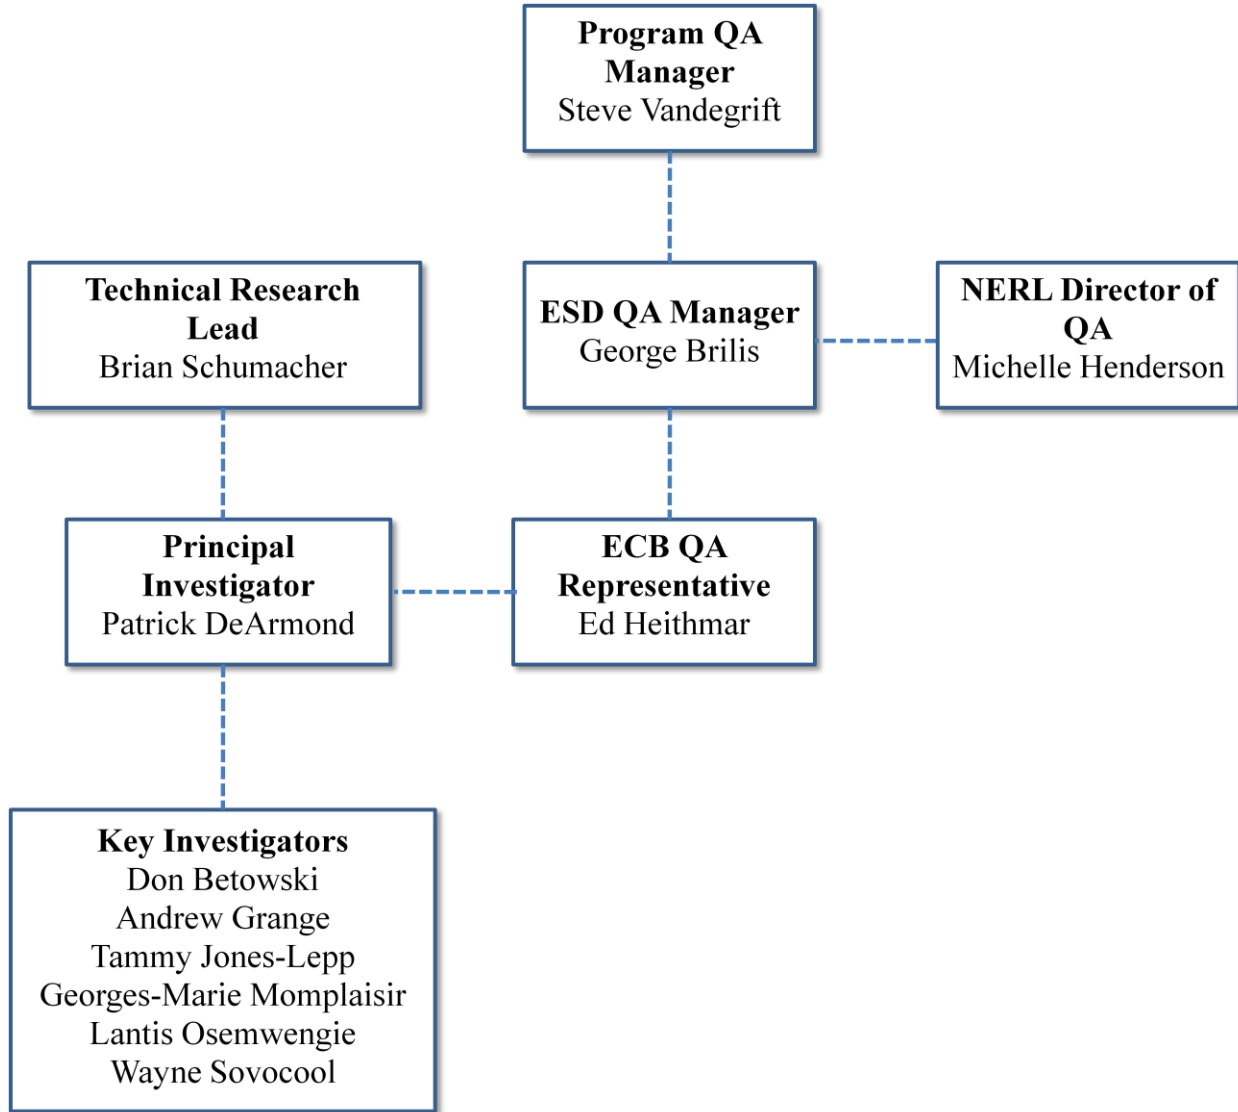 Program QA
Manager
Steve Vandegrift
Technical Research
Lead
Brian Schumacher
ESD QA Manager
George Brilis
NERL Director of
QA
Michelle Henderson
Principal
Investigator
Patrick DeArmond
ECB QA
Representative
Ed Heithmar
Key Investigators
Don Betowski
Andrew Grange
Tammy Jones-Lepp
Georges-Marie Momplaisir
Lantis Osemwengie
Wayne Sovocool